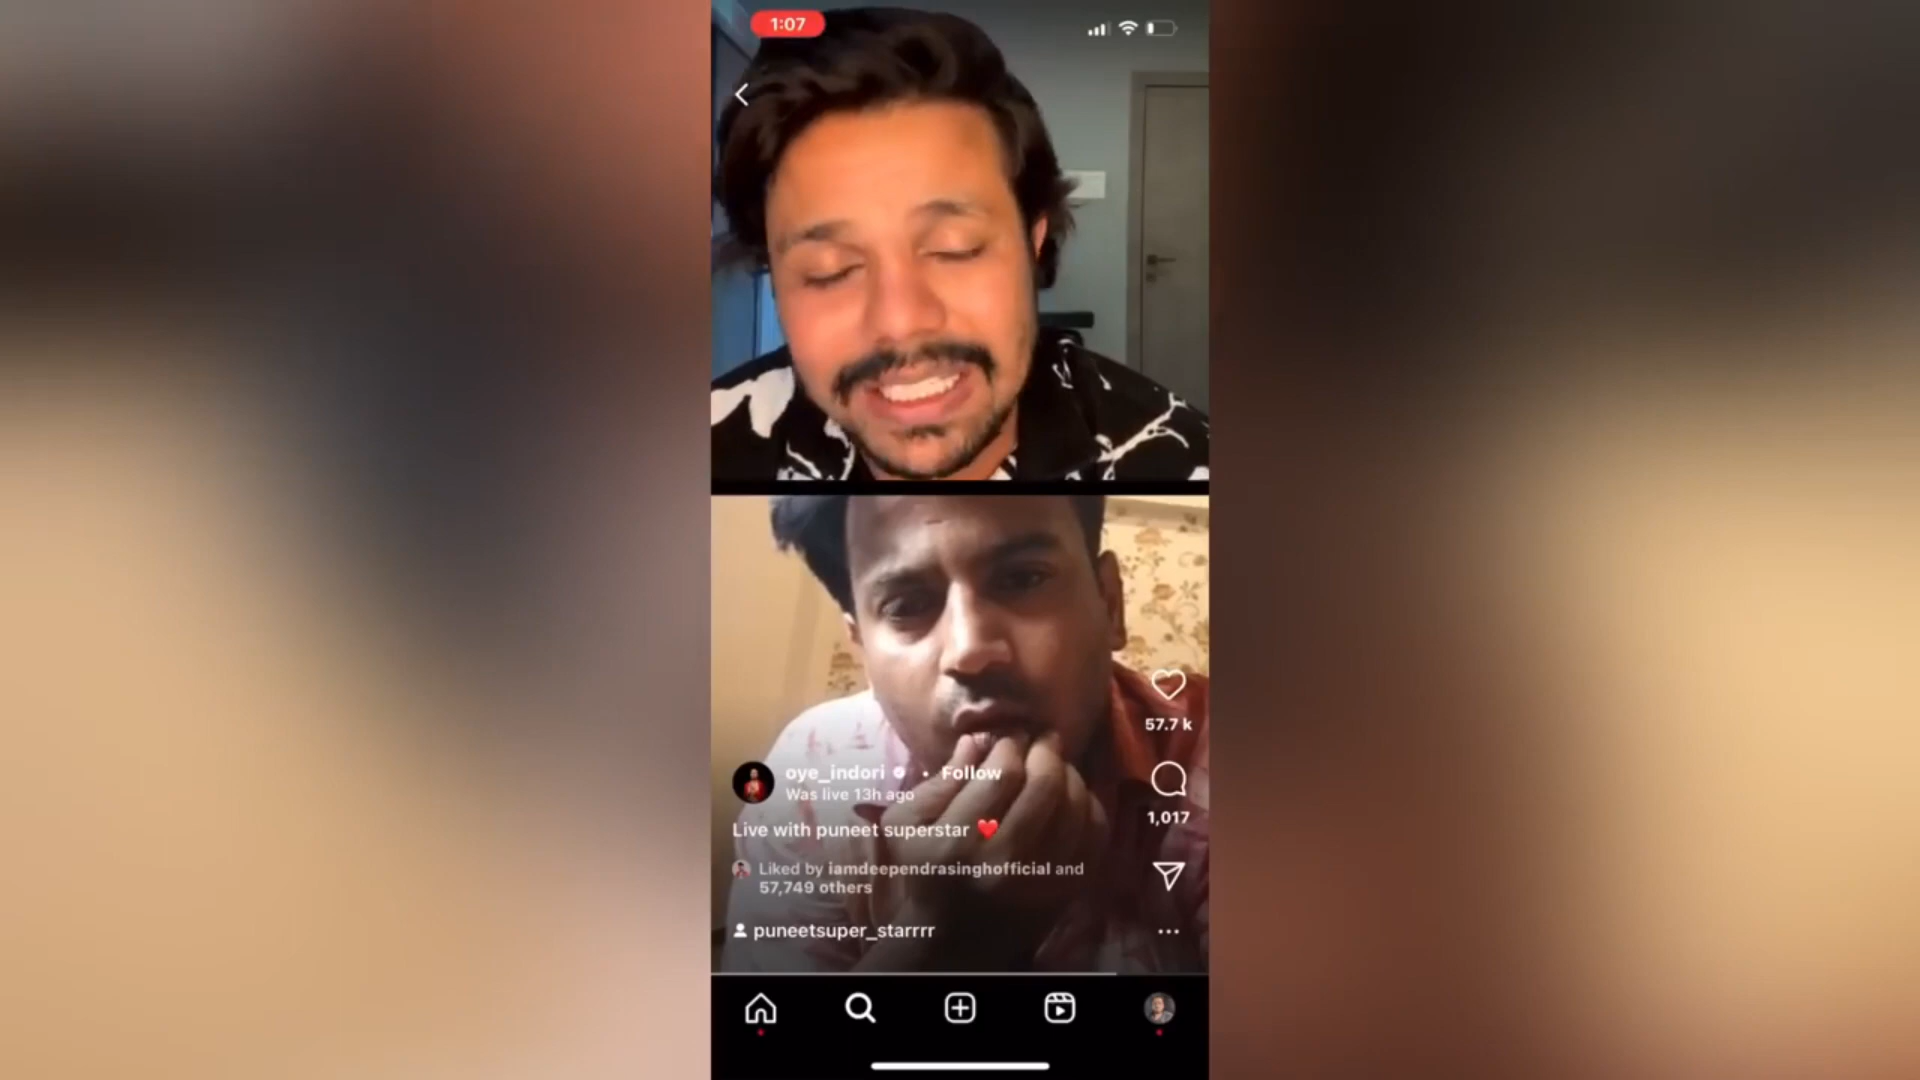 1:07
57.7 k
oye_indori • Follow
Was live 13h ago
1,017
Live with puneet superstar ❤️
Liked by iamdeependrasinghofficial and
57,749 others
puneetsuper_starrrr